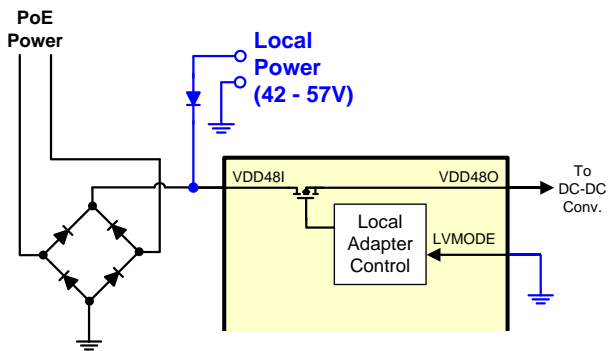 PoE
Power
Local
Power
(42 - 57V)
VDD48I
VDD48O
To
DC-DC
Conv.
Local
Adapter
Control
LVMODE